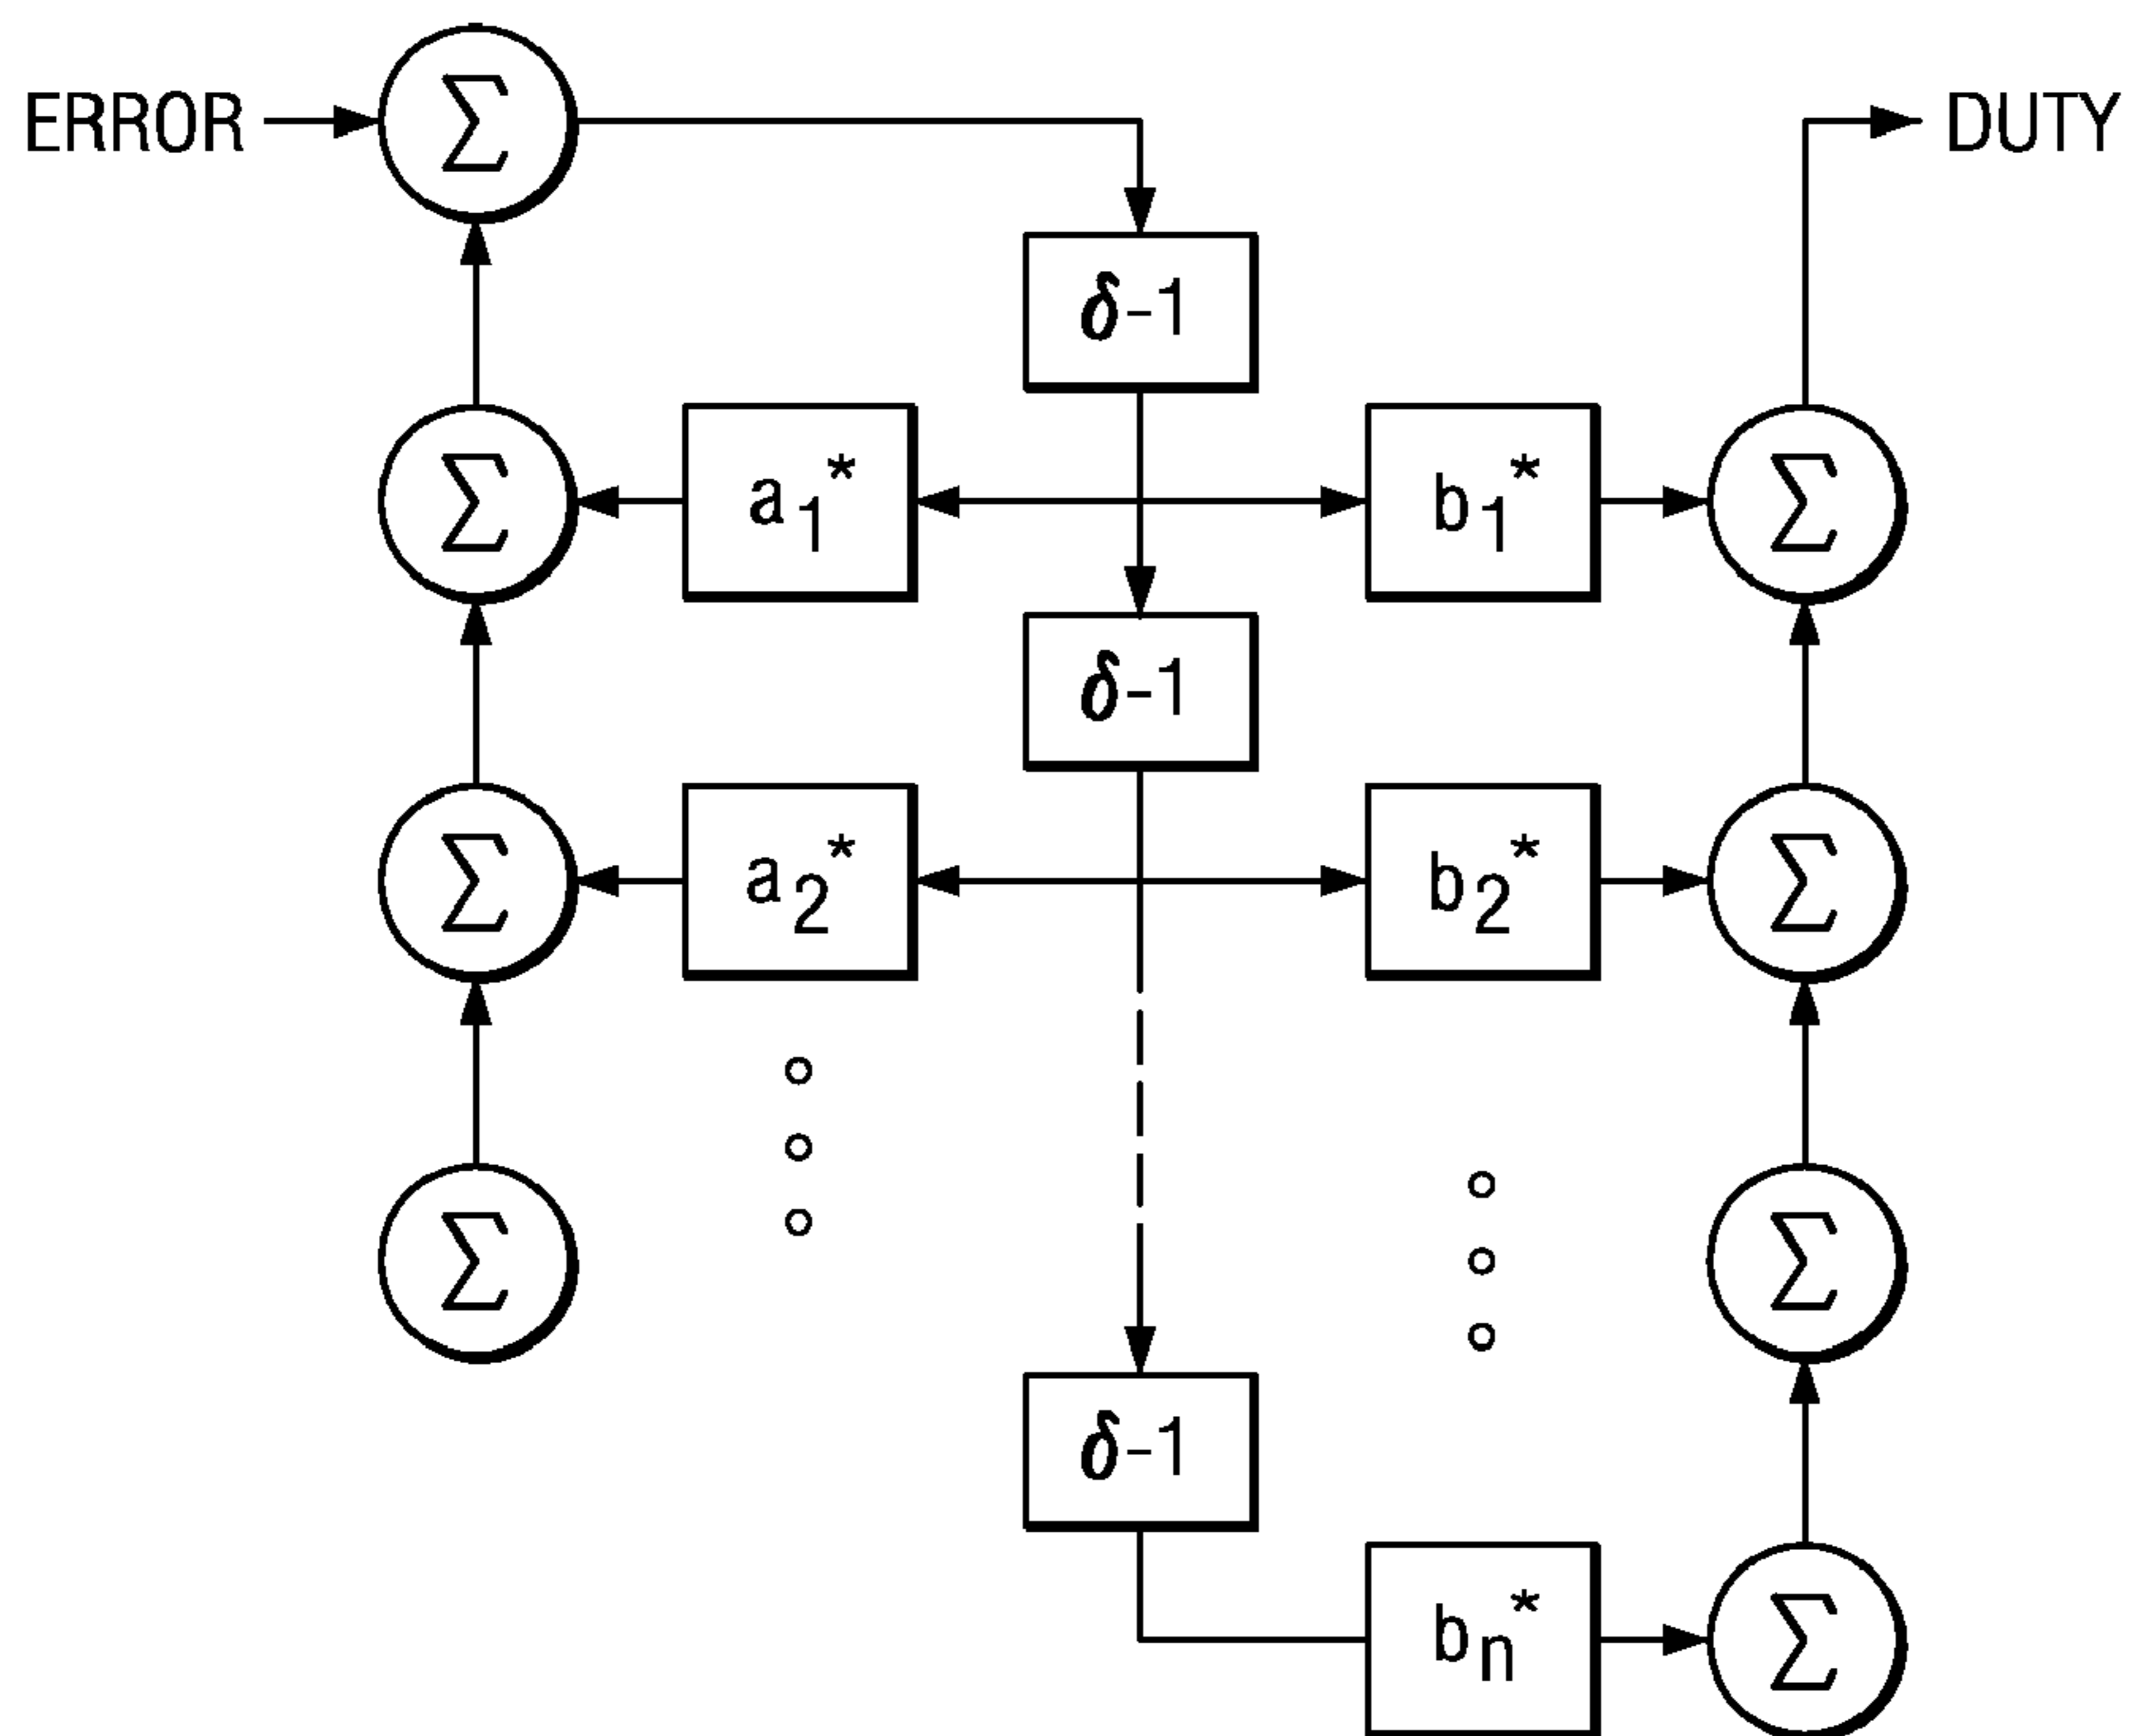 ERROR Σ DUTY
δ-1
Σ a1* b1* Σ
δ-1
Σ a2* b2* Σ
Σ Σ
δ-1
bn* Σ